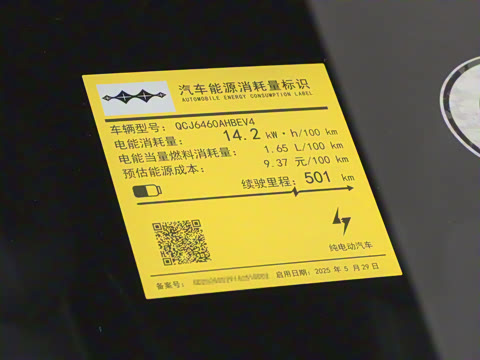 汽车能源消耗量标识
AUTOMOBILE ENERGY CONSUMPTION LABEL
车辆型号: QCJ6460AHBEV4
电能消耗量: 14.2 kW·h/100 km
电能当量燃料消耗量: 1.65 L/100 km
预估能源成本: 9.37 元/100 km
续驶里程: 501 km
纯电动汽车
备案号:
启用日期: 2025 年 5 月 29 日